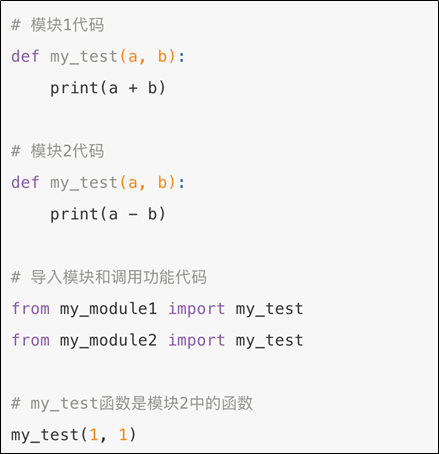 # 模块1代码
def my_test(a, b):
    print(a + b)

# 模块2代码
def my_test(a, b):
    print(a - b)

# 导入模块和调用功能代码
from my_module1 import my_test
from my_module2 import my_test

# my_test函数是模块2中的函数
my_test(1, 1)